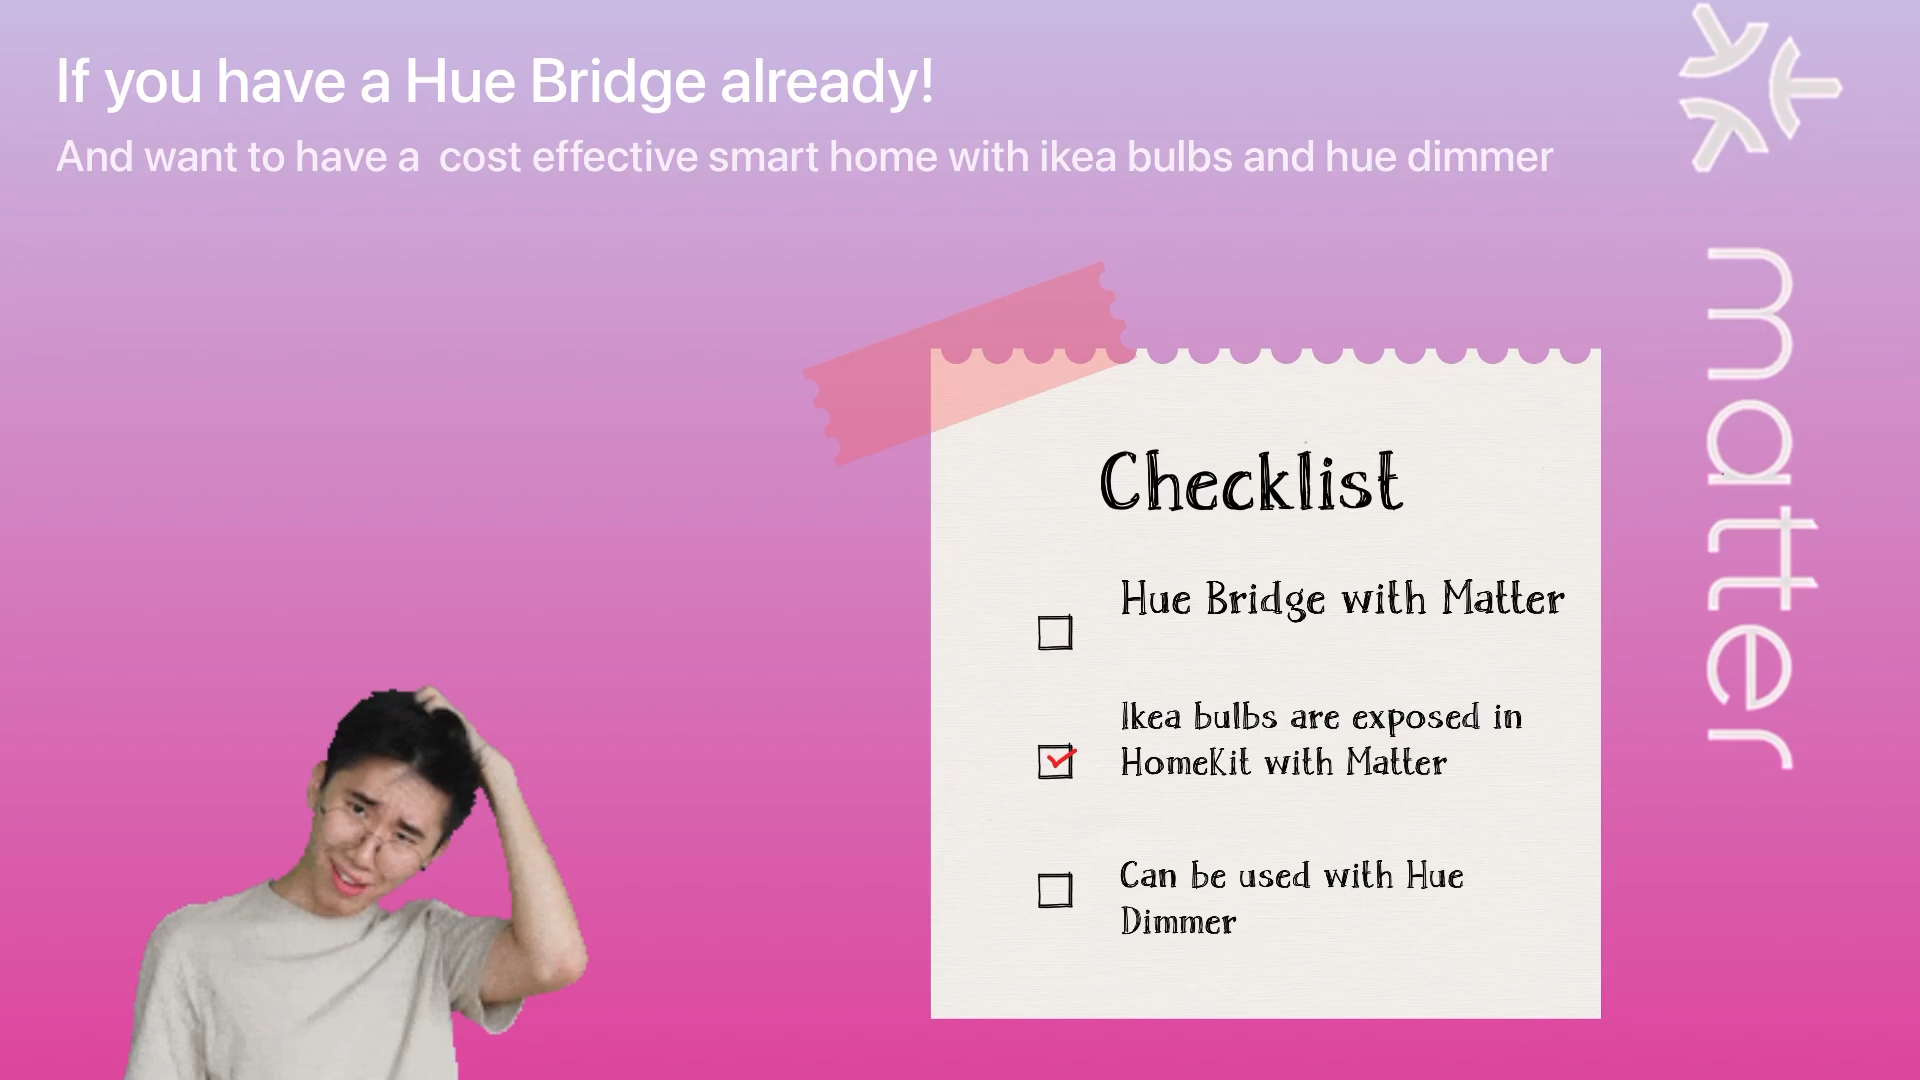 If you have a Hue Bridge already!
And want to have a  cost effective smart home with ikea bulbs and hue dimmer
matter
Checklist
Hue Bridge with Matter
Ikea bulbs are exposed in
HomeKit with Matter
Can be used with Hue
Dimmer